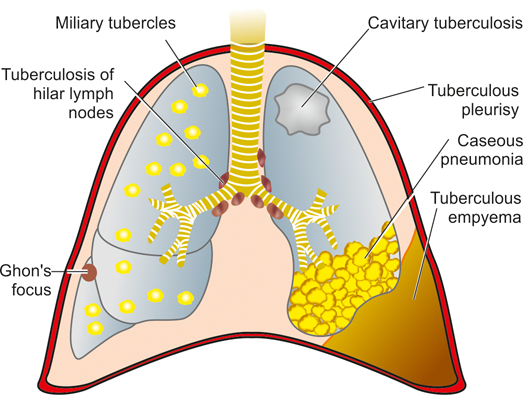 Miliary tubercles
Cavitary tuberculosis
Tuberculosis of
hilar lymph
nodes
Tuberculous
pleurisy
Caseous
pneumonia
Tuberculous
empyema
Ghon's
focus